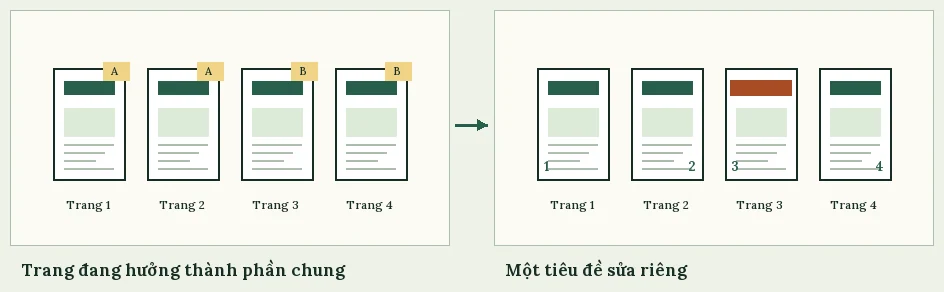 A
A
B
B
Trang 1
Trang 2
Trang 3
Trang 4
Trang đang hưởng thành phần chung
1
2
3
4
Trang 1
Trang 2
Trang 3
Trang 4
Một tiêu đề sửa riêng